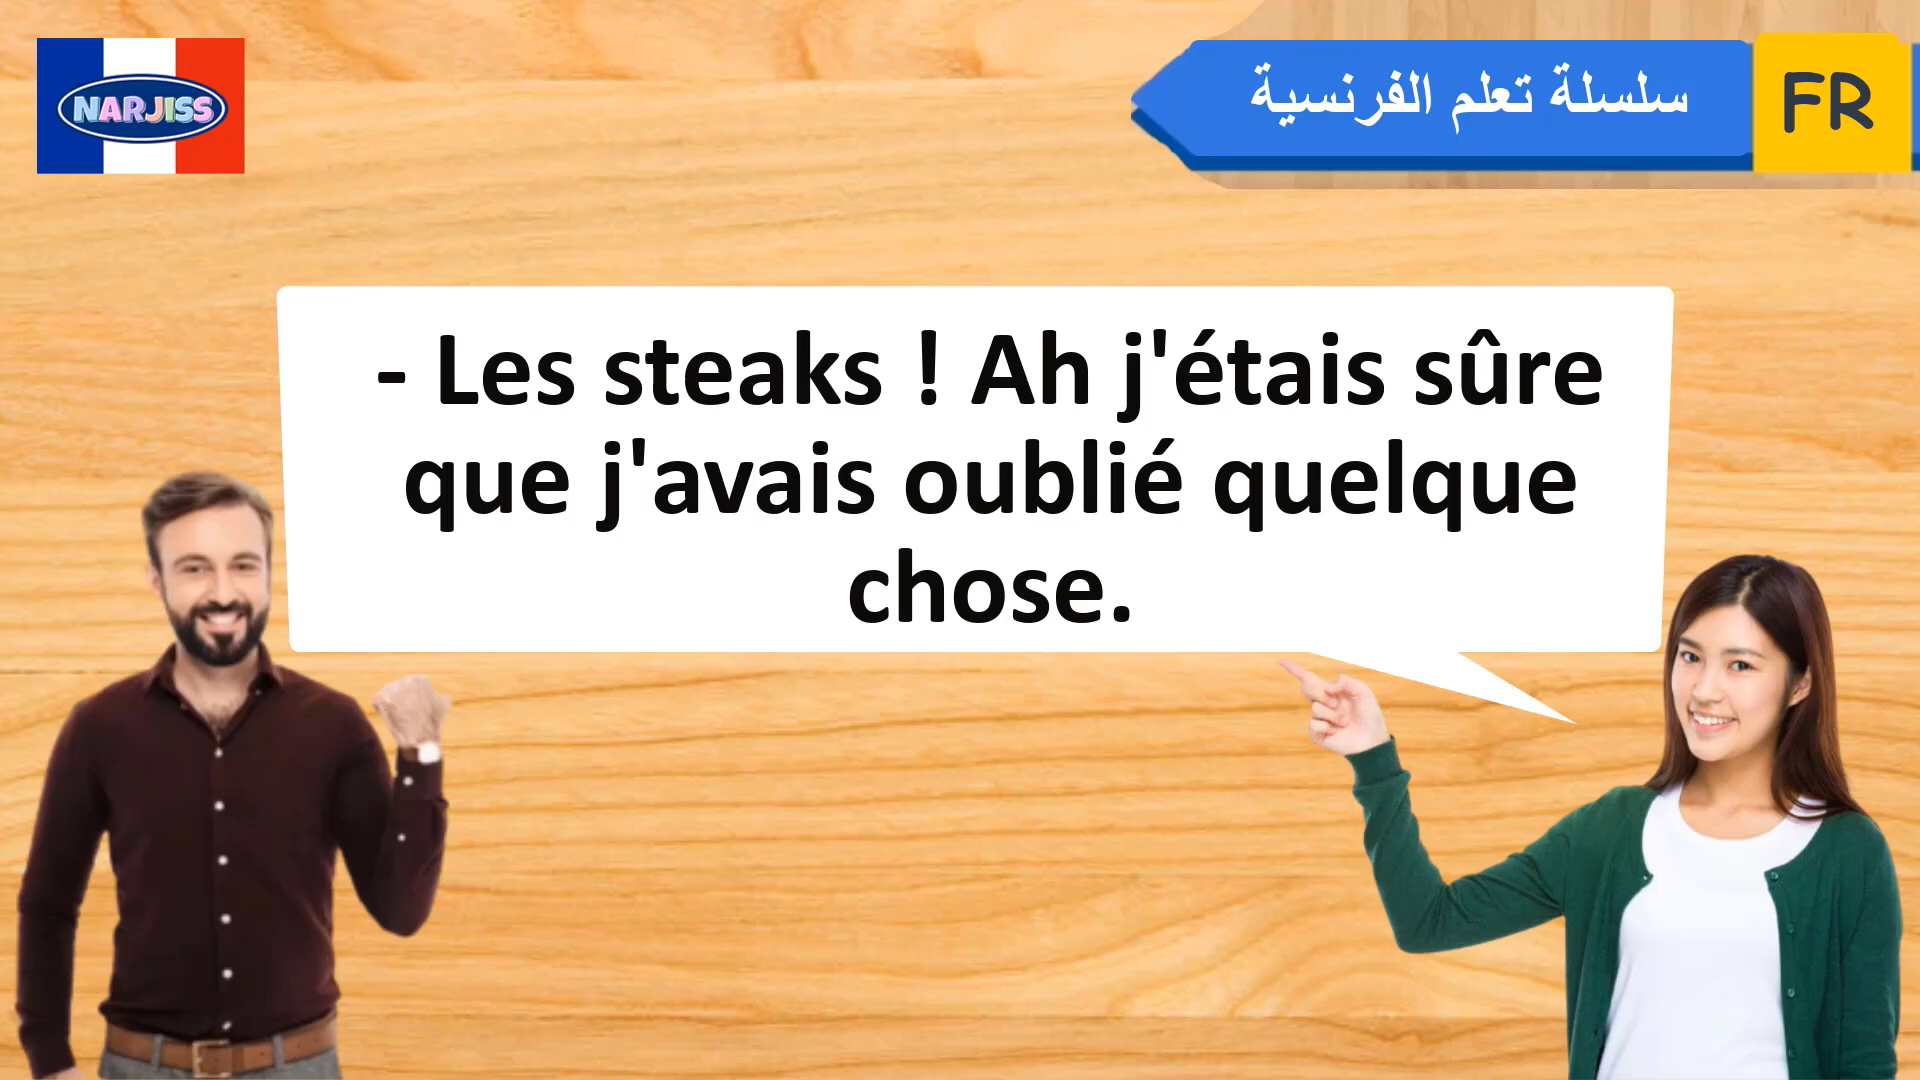 NARJISS
سلسلة تعلم الفرنسية
FR
- Les steaks ! Ah j'étais sûre
que j'avais oublié quelque
chose.